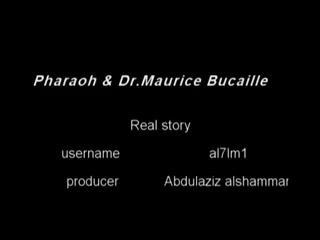 Pharaoh & Dr.Maurice Bucaille
Real story
username al7lm1
producer Abdulaziz alshammar